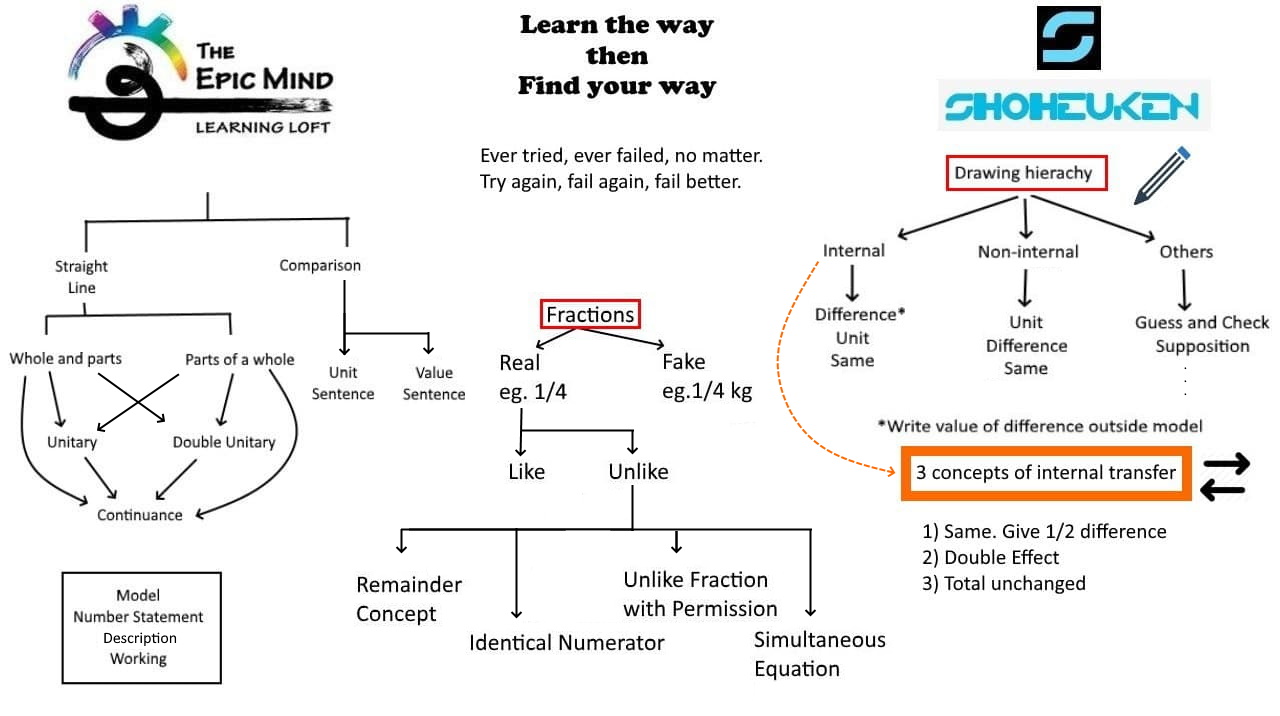 THE
EPIC MIND
LEARNING LOFT
Learn the way
then
Find your way
Ever tried, ever failed, no matter.
Try again, fail again, fail better.
SHOHEUKEN
Straight
Line
Comparison
Whole and parts
Parts of a whole
Unit
Sentence
Value
Sentence
Unitary
Double Unitary
Continuance
Model
Number Statement
Description
Working
Fractions
Real
eg. 1/4
Fake
eg.1/4 kg
Like
Unlike
Remainder
Concept
Identical Numerator
Unlike Fraction
with Permission
Simultaneous
Equation
Drawing hierachy
Internal
Non-internal
Others
Difference*
Unit
Same
Unit
Difference
Same
Guess and Check
Supposition
*Write value of difference outside model
3 concepts of internal transfer
1) Same. Give 1/2 difference
2) Double Effect
3) Total unchanged